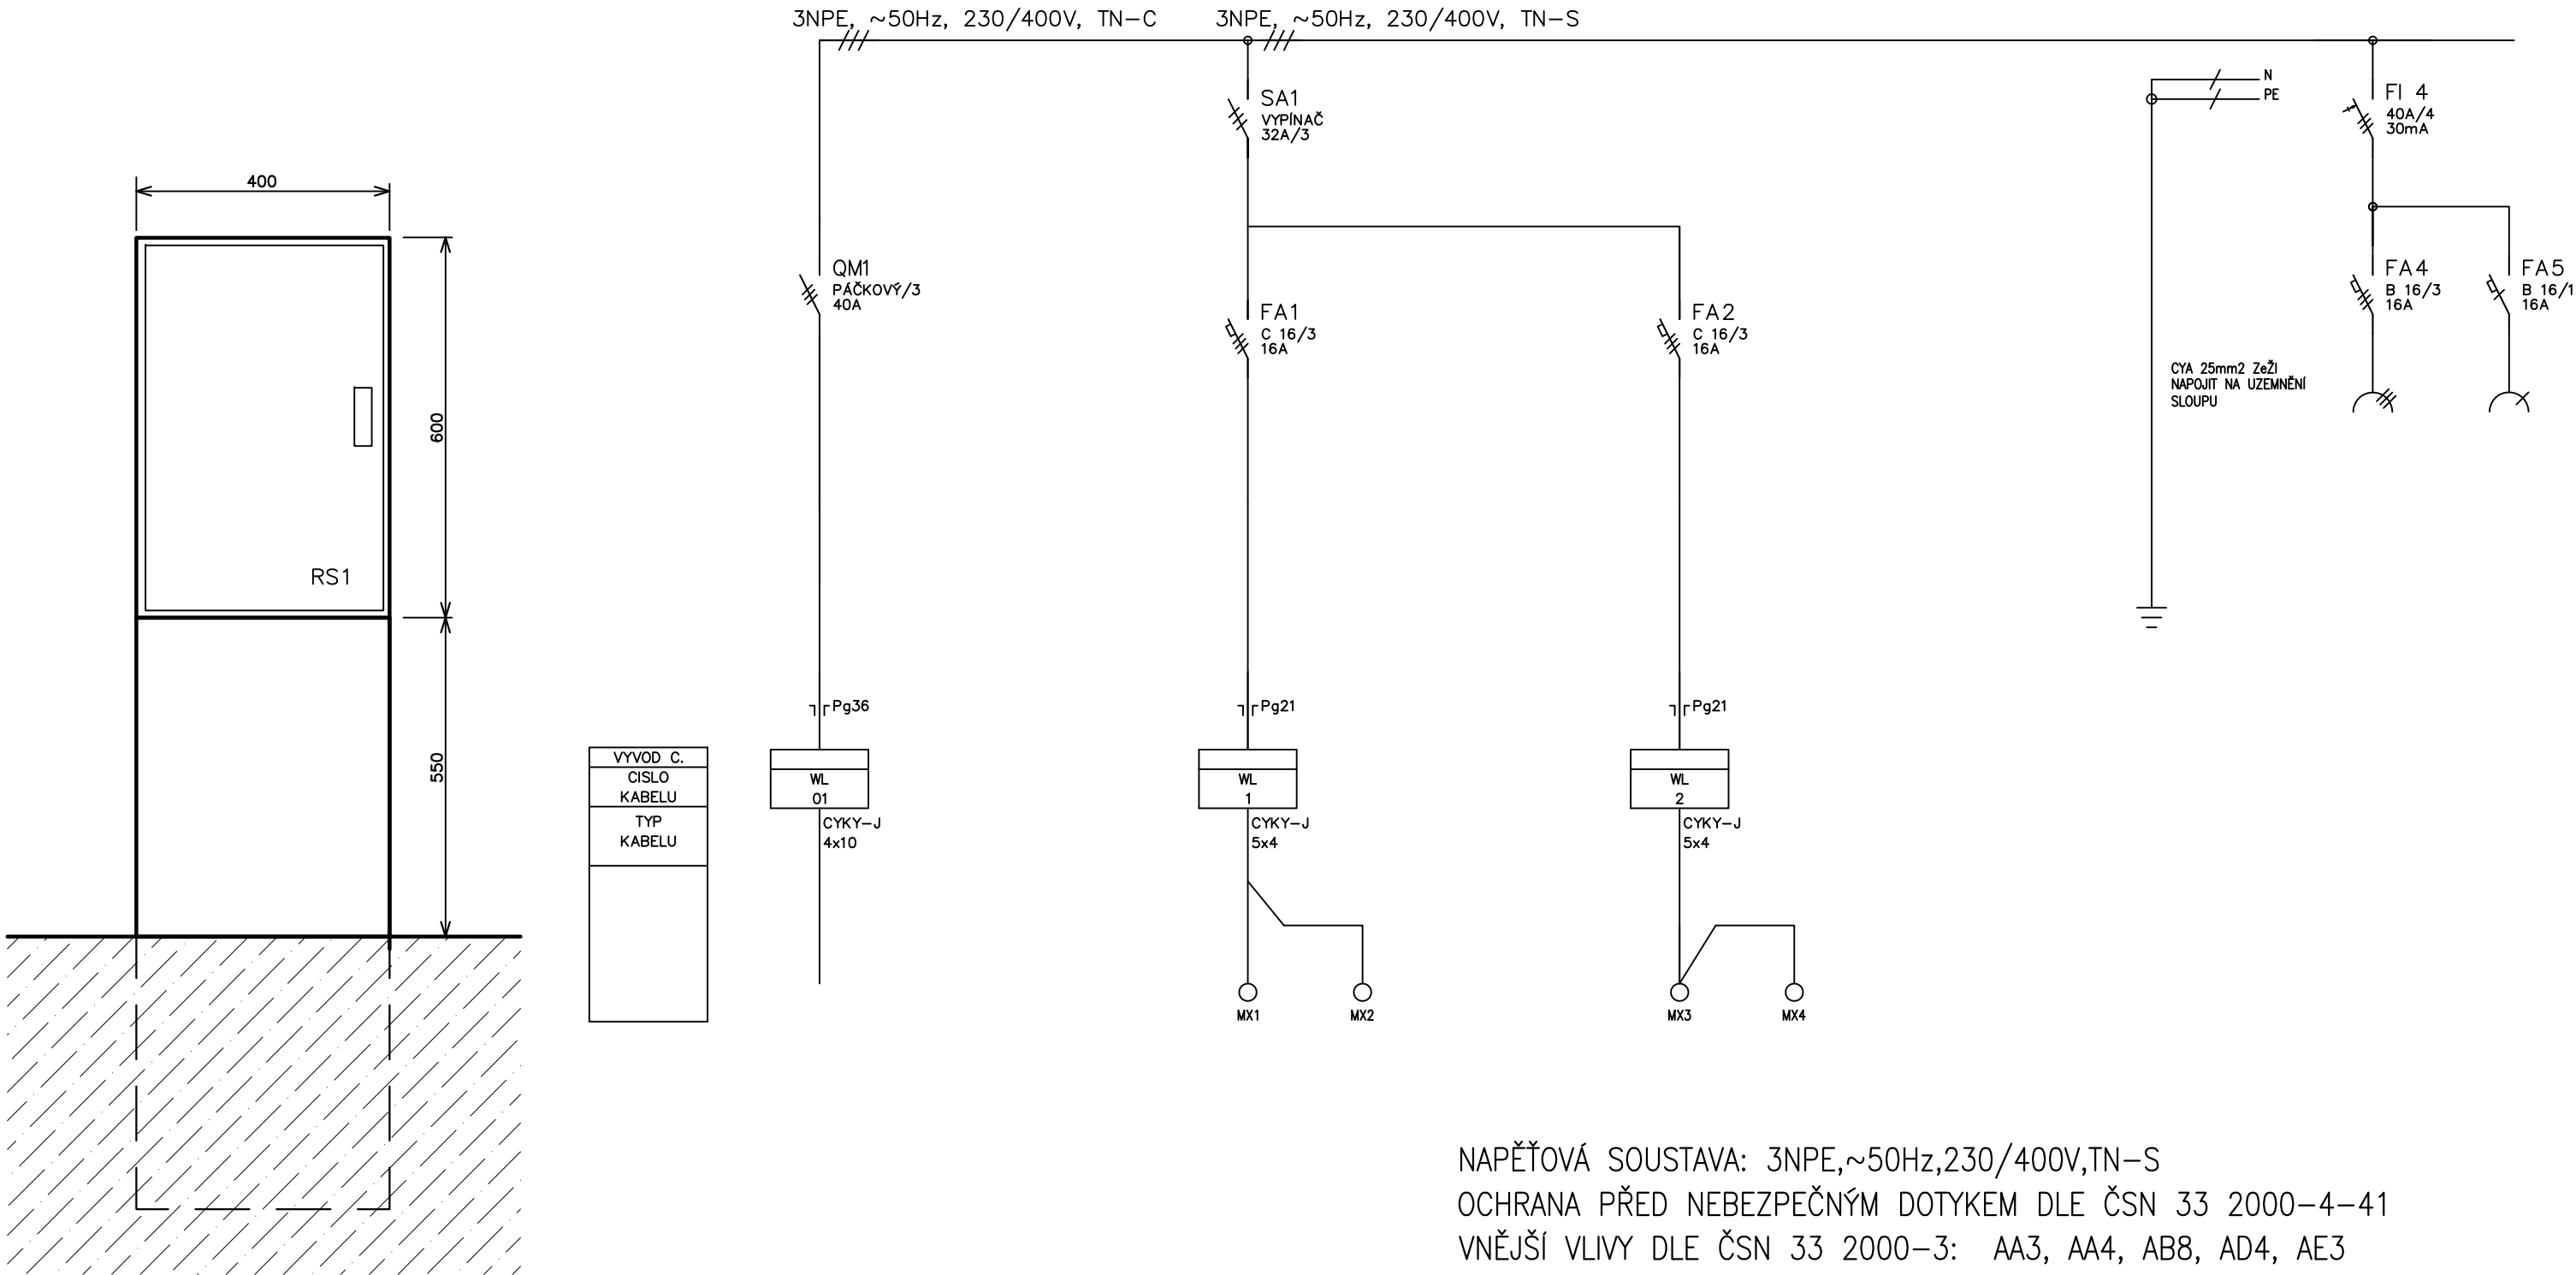 3NPE, ~50Hz, 230/400V, TN-C
3NPE, ~50Hz, 230/400V, TN-S
N
PE
SA1
VYPÍNAČ
32A/3
FI 4
40A/4
30mA
400
QM1
PÁČKOVÝ/3
40A
FA1
C 16/3
16A
FA2
C 16/3
16A
FA4
B 16/3
16A
FA5
B 16/1
16A
CYA 25mm2 ZeŽl
NAPOJIT NA UZEMNĚNÍ
SLOUPU
600
RS1
550
Pg36
Pg21
Pg21
VYVOD C.
CISLO
KABELU
TYP
KABELU
WL
01
CYKY-J
4x10
WL
1
CYKY-J
5x4
WL
2
CYKY-J
5x4
MX1
MX2
MX3
MX4
NAPĚŤOVÁ SOUSTAVA: 3NPE,~50Hz,230/400V,TN-S
OCHRANA PŘED NEBEZPEČNÝM DOTYKEM DLE ČSN 33 2000-4-41
VNĚJŠÍ VLIVY DLE ČSN 33 2000-3: AA3, AA4, AB8, AD4, AE3